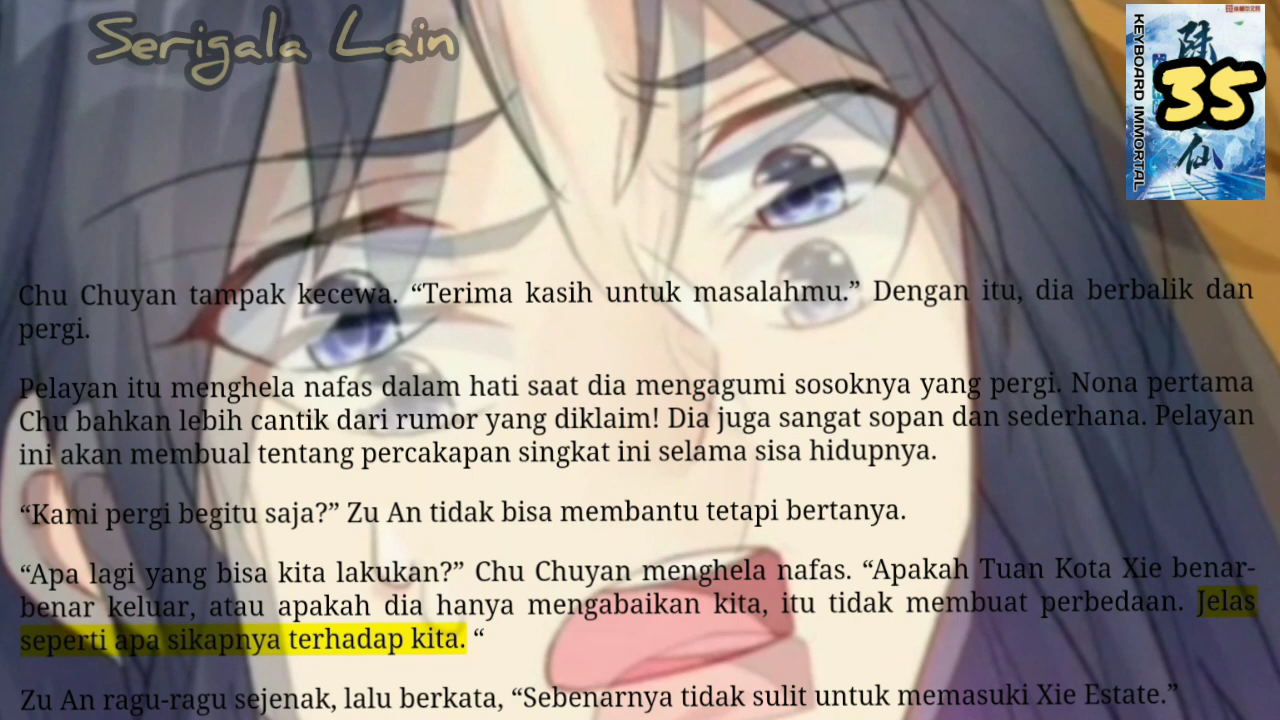 Serigala Lain
陸
仙
KEYBOARD IMMORTAL
35
Chu Chuyan tampak kecewa. “Terima kasih untuk masalahmu.” Dengan itu, dia berbalik dan
pergi.
Pelayan itu menghela nafas dalam hati saat dia mengagumi sosoknya yang pergi. Nona pertama
Chu bahkan lebih cantik dari rumor yang diklaim! Dia juga sangat sopan dan sederhana. Pelayan
ini akan membual tentang percakapan singkat ini selama sisa hidupnya.
“Kami pergi begitu saja?” Zu An tidak bisa membantu tetapi bertanya.
“Apa lagi yang bisa kita lakukan?” Chu Chuyan menghela nafas. “Apakah Tuan Kota Xie benar-
benar keluar, atau apakah dia hanya mengabaikan kita, itu tidak membuat perbedaan. Jelas
seperti apa sikapnya terhadap kita. “
Zu An ragu-ragu sejenak, lalu berkata, “Sebenarnya tidak sulit untuk memasuki Xie Estate.”